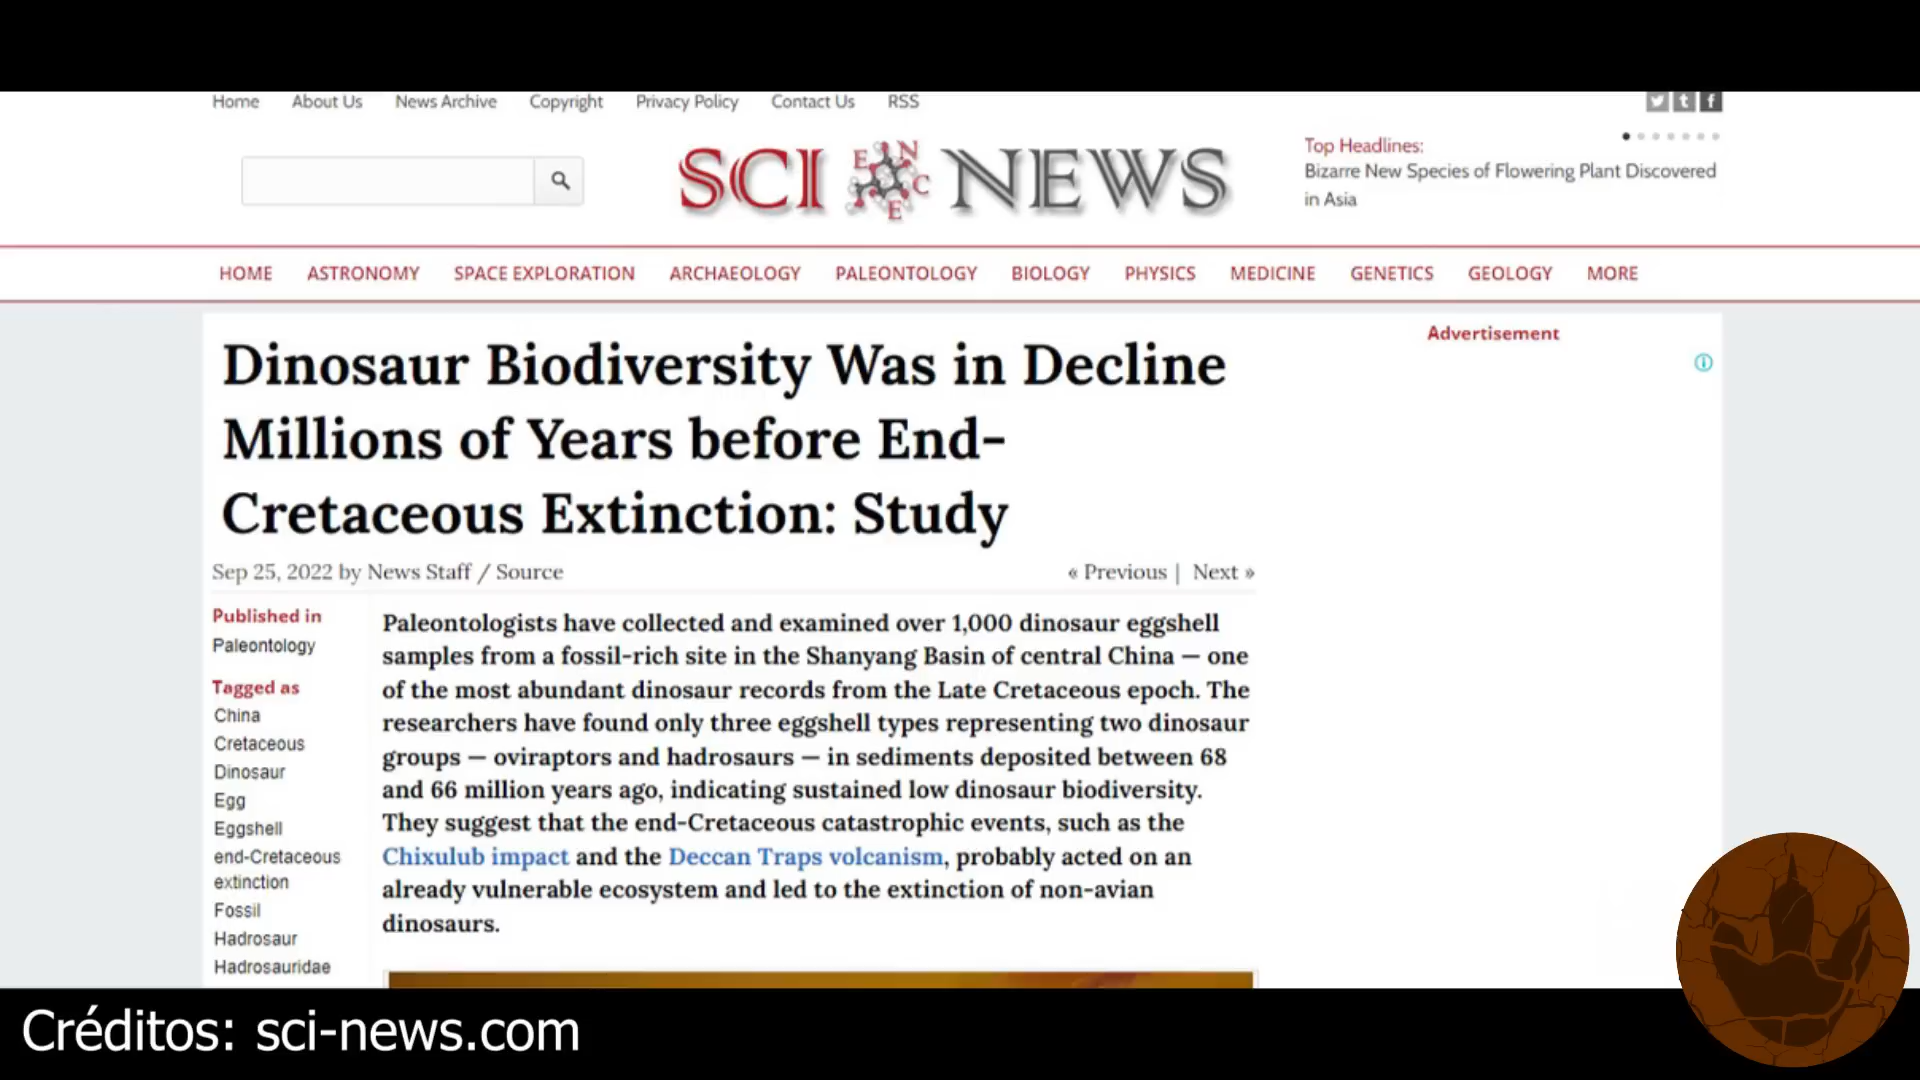 Home About Us News Archive Copyright Privacy Policy Contact Us RSS
SCI ENCE NEWS
Top Headlines:
Bizarre New Species of Flowering Plant Discovered
in Asia
HOME ASTRONOMY SPACE EXPLORATION ARCHAEOLOGY PALEONTOLOGY BIOLOGY PHYSICS MEDICINE GENETICS GEOLOGY MORE
Dinosaur Biodiversity Was in Decline
Millions of Years before End-
Cretaceous Extinction: Study
Advertisement
Sep 25, 2022 by News Staff / Source
« Previous | Next »
Published in
Paleontology
Tagged as
China
Cretaceous
Dinosaur
Egg
Eggshell
end-Cretaceous
extinction
Fossil
Hadrosaur
Hadrosauridae
Paleontologists have collected and examined over 1,000 dinosaur eggshell
samples from a fossil-rich site in the Shanyang Basin of central China — one
of the most abundant dinosaur records from the Late Cretaceous epoch. The
researchers have found only three eggshell types representing two dinosaur
groups — oviraptors and hadrosaurs — in sediments deposited between 68
and 66 million years ago, indicating sustained low dinosaur biodiversity.
They suggest that the end-Cretaceous catastrophic events, such as the
Chixulub impact and the Deccan Traps volcanism, probably acted on an
already vulnerable ecosystem and led to the extinction of non-avian
dinosaurs.
Créditos: sci-news.com